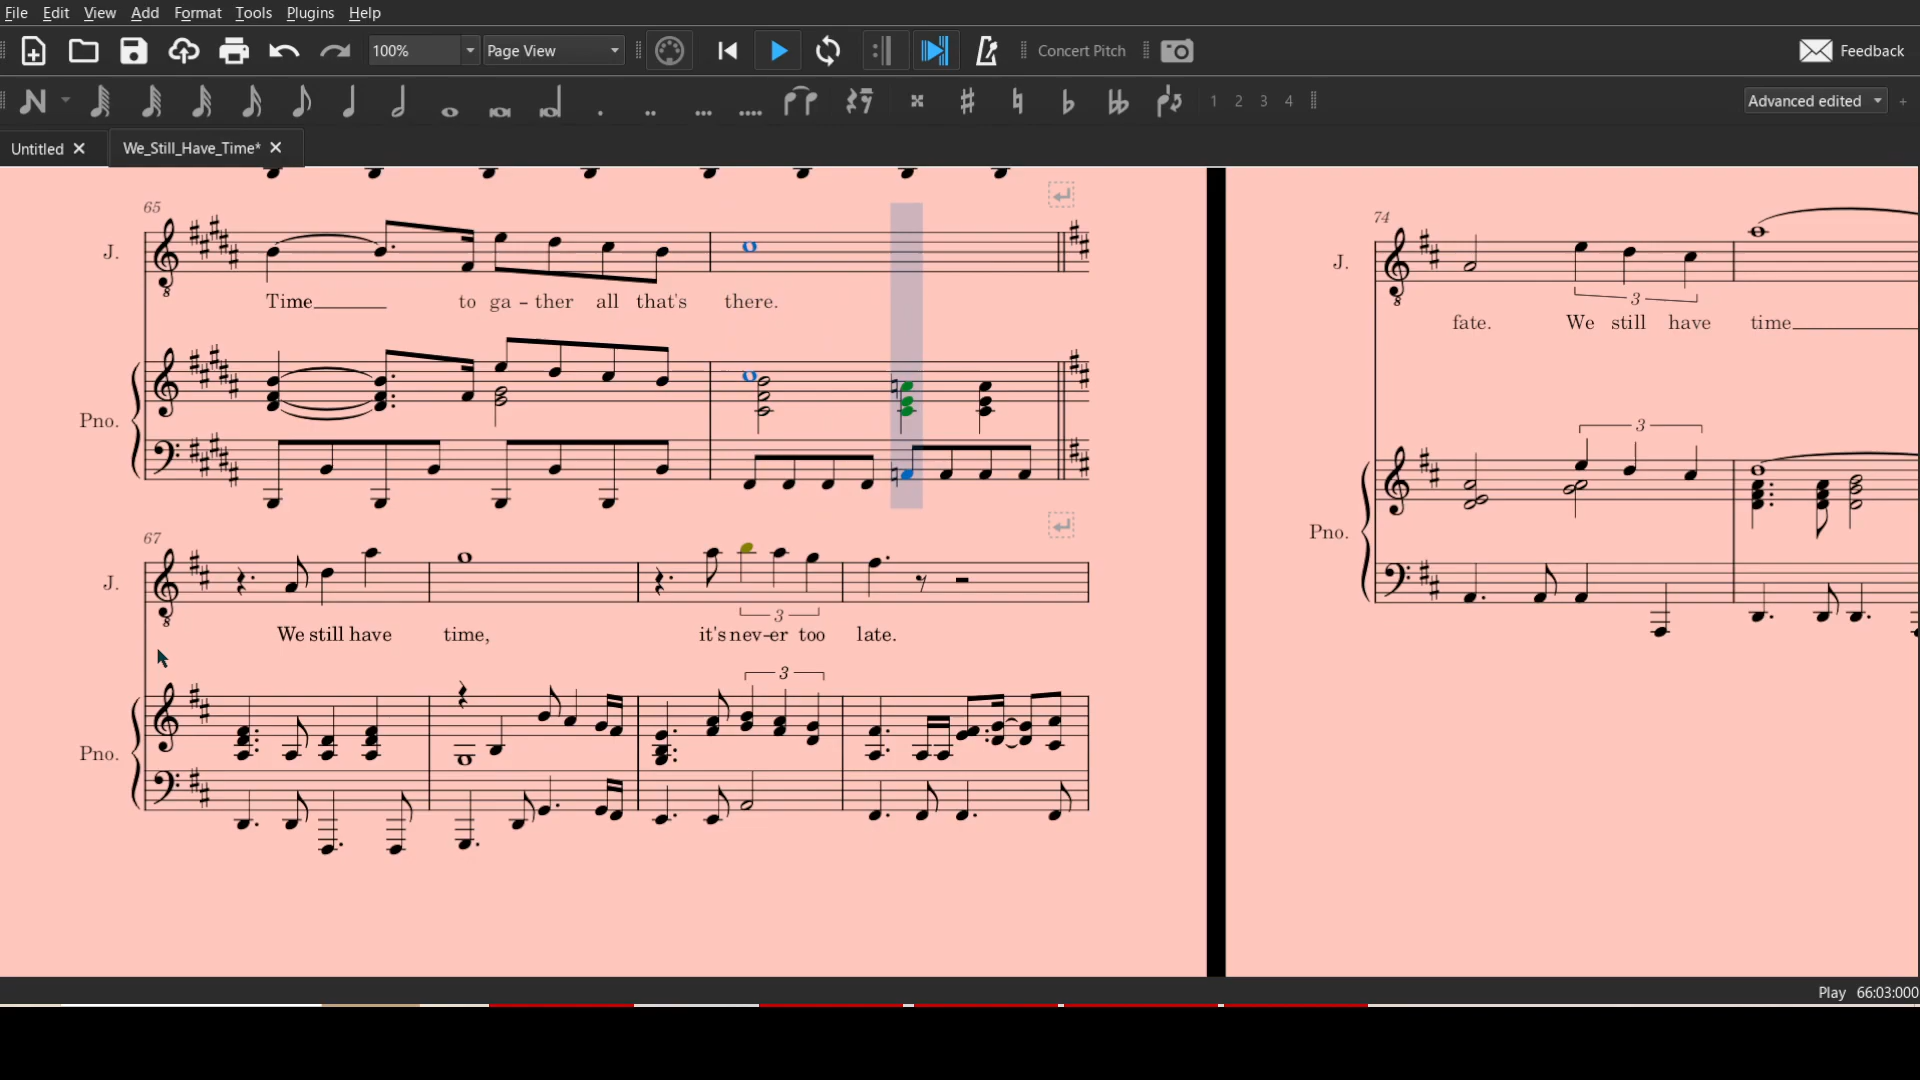 File Edit View Add Format Tools Plugins Help
100% Page View Concert Pitch Feedback
1 2 3 4 Advanced edited +
Untitled We_Still_Have_Time*
65
J.
Time____ to ga - ther all that's there.
Pno.
67
J.
3
We still have time, it's nev-er too late.
3
Pno.
74
J.
3
fate. We still have time____
3
Pno.
Play 66:03:000